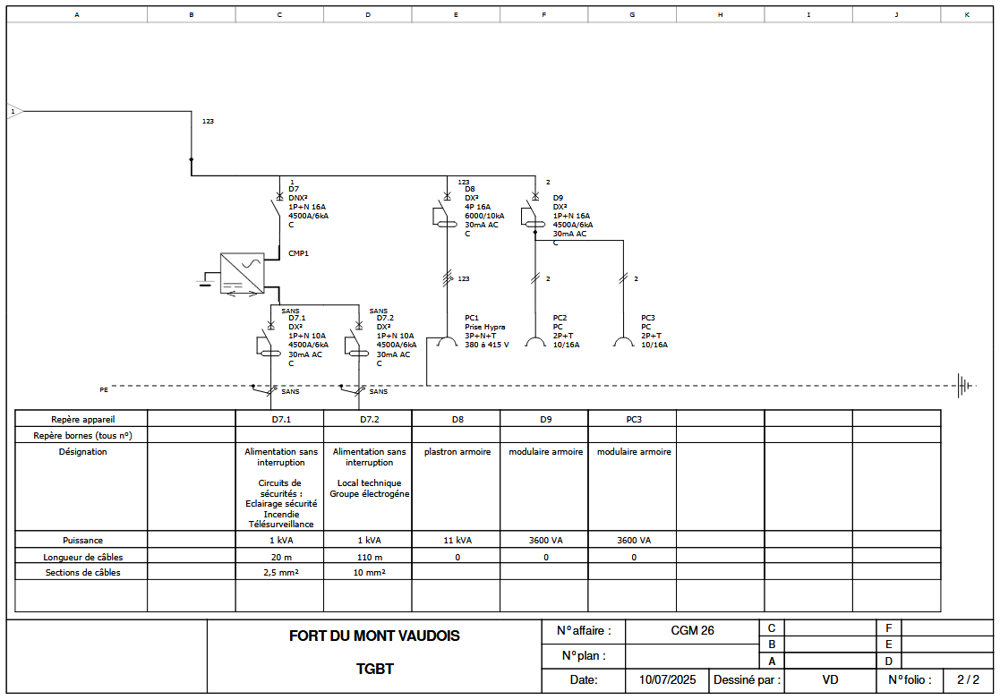 A B C D E F G H I J K
1
123
1 123 2
D7
DNX³
1P+N 16A
4500A/6kA
C
D8
DX³
4P 16A
6000/10kA
30mA AC
C
D9
DX³
1P+N 16A
4500A/6kA
30mA AC
C
CMP1
123 2 2
SANS SANS
D7.1
DX³
1P+N 10A
4500A/6kA
30mA AC
C
D7.2
DX³
1P+N 10A
4500A/6kA
30mA AC
C
PC1
Prise Hypra
3P+N+T
380 à 415 V
PC2
PC
2P+T
10/16A
PC3
PC
2P+T
10/16A
PE SANS SANS
Repère appareil D7.1 D7.2 D8 D9 PC3
Repère bornes (tous n°)
Désignation
Alimentation sans
interruption
Circuits de
sécurités :
Eclairage sécurité
Incendie
Télésurveillance
Alimentation sans
interruption
Local technique
Groupe électrogéne
plastron armoire
modulaire armoire
modulaire armoire
Puissance 1 kVA 1 kVA 11 kVA 3600 VA 3600 VA
Longueur de câbles 20 m 110 m 0 0 0
Sections de câbles 2,5 mm² 10 mm²
FORT DU MONT VAUDOIS
TGBT
N°affaire : CGM 26
N°plan :
C F
B E
A D
Date: 10/07/2025 Dessiné par : VD N°folio : 2 / 2